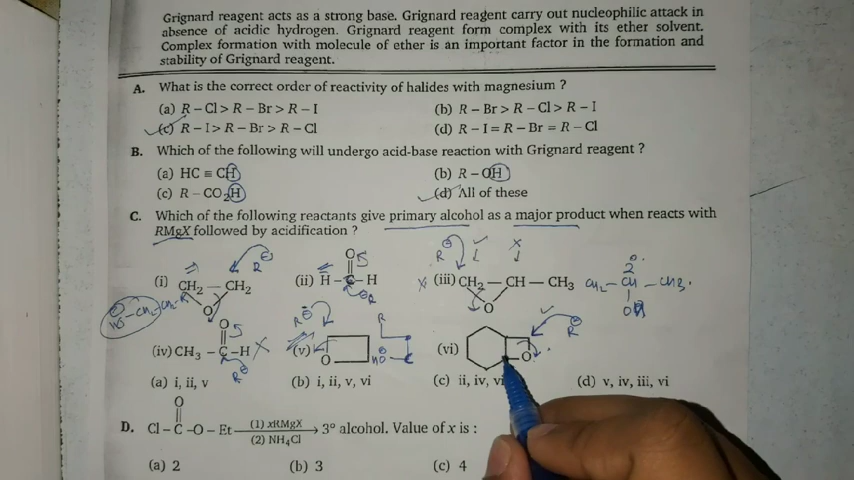 Grignard reagent acts as a strong base. Grignard reagent carry out nucleophilic attack in
absence of acidic hydrogen. Grignard reagent form complex with its ether solvent.
Complex formation with molecule of ether is an important factor in the formation and
stability of Grignard reagent.
A. What is the correct order of reactivity of halides with magnesium ?
(a) R – Cl > R – Br > R – I (b) R – Br > R – Cl > R – I
(c) R – I > R – Br > R – Cl (d) R – I = R – Br = R – Cl
B. Which of the following will undergo acid-base reaction with Grignard reagent ?
(a) HC ≡ CH (b) R – OH
(c) R – CO₂H (d) All of these
C. Which of the following reactants give primary alcohol as a major product when reacts with
RMgX followed by acidification ?
R⊖ O R⊖
(i) CH₂ – CH₂ (ii) H – C – H (iii) CH₂ – CH – CH₃ CH₂ – CH – CH₃
O R⊖ O
O R⊖ R R⊖
(iv) CH₃ – C – H (v) O (vi) O
R⊖
(a) i, ii, v (b) i, ii, v, vi (c) ii, iv, vi (d) v, iv, iii, vi
O
D. Cl – C – O – Et (1) xRMgX (2) NH₄Cl → 3° alcohol. Value of x is :
(a) 2 (b) 3 (c) 4